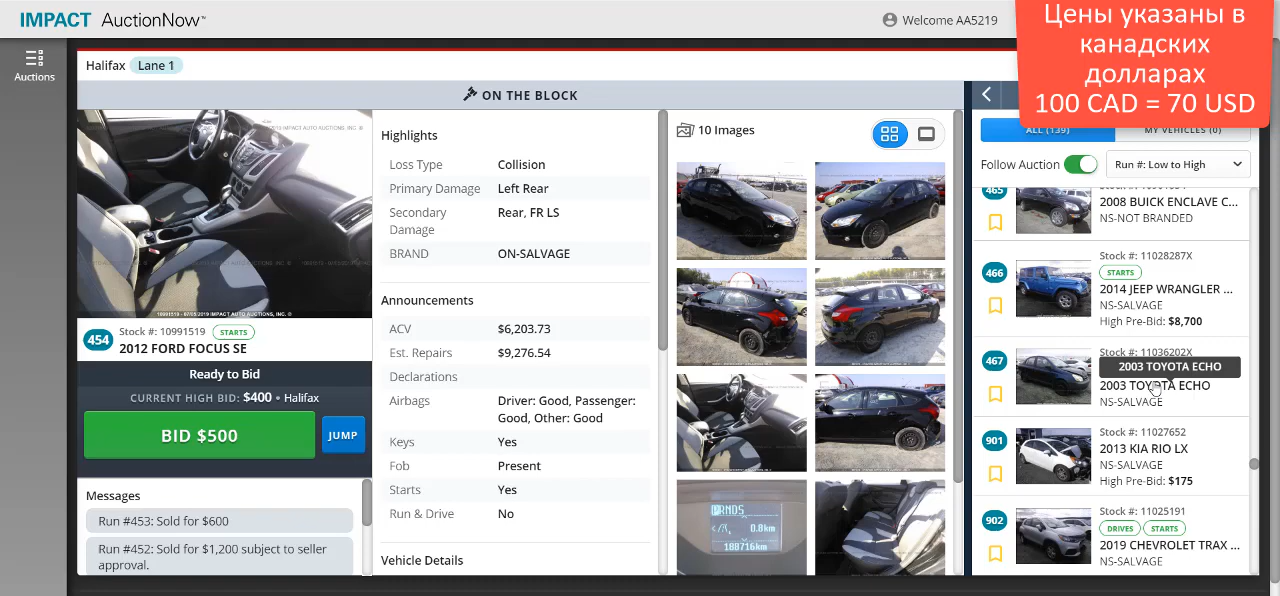 IMPACT AuctionNow™
Welcome AA5219
Цены указаны в
канадских
долларах
100 CAD = 70 USD
Auctions
Halifax Lane 1
ON THE BLOCK
Stock #: 10991519 STARTS
454
2012 FORD FOCUS SE
Ready to Bid
CURRENT HIGH BID: $400 • Halifax
BID $500
JUMP
Messages
Run #453: Sold for $600
Run #452: Sold for $1,200 subject to seller
approval.
Highlights
Loss Type Collision
Primary Damage Left Rear
Secondary Rear, FR LS
Damage
BRAND ON-SALVAGE
Announcements
ACV $6,203.73
Est. Repairs $9,276.54
Declarations
Airbags Driver: Good, Passenger:
Good, Other: Good
Keys Yes
Fob Present
Starts Yes
Run & Drive No
Vehicle Details
10 Images
188716km
ALL (139) MY VEHICLES (0)
Follow Auction Run #: Low to High
465
2008 BUICK ENCLAVE C...
NS-NOT BRANDED
Stock #: 11028287X
466 STARTS
2014 JEEP WRANGLER ...
NS-SALVAGE
High Pre-Bid: $8,700
Stock #: 11036202X
467 2003 TOYOTA ECHO
2003 TOYOTA ECHO
NS-SALVAGE
Stock #: 11027652
901 2013 KIA RIO LX
NS-SALVAGE
High Pre-Bid: $175
Stock #: 11025191
902 DRIVES STARTS
2019 CHEVROLET TRAX ...
NS-SALVAGE